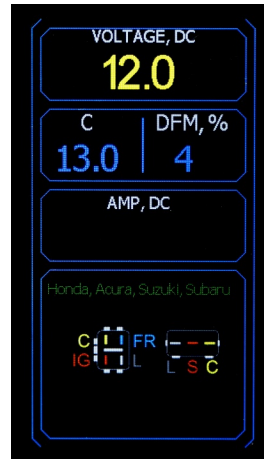 VOLTAGE, DC
12.0
C DFM, %
13.0 4
AMP, DC
Honda, Acura, Suzuki, Subaru
C FR
IG L
L S C